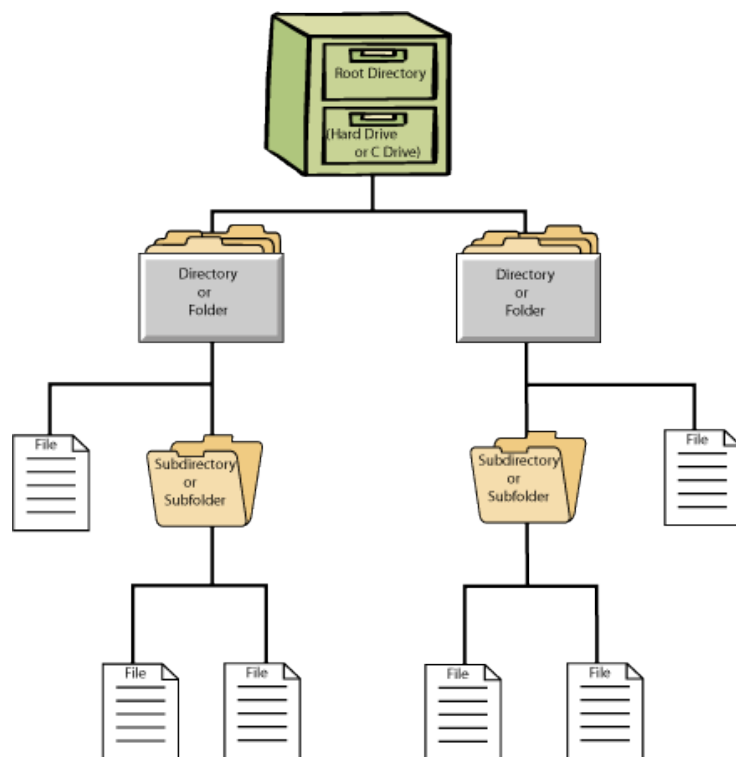 Root Directory
(Hard Drive
or C Drive)
Directory
or
Folder
Directory
or
Folder
File
Subdirectory
or
Subfolder
Subdirectory
or
Subfolder
File
File
File
File
File